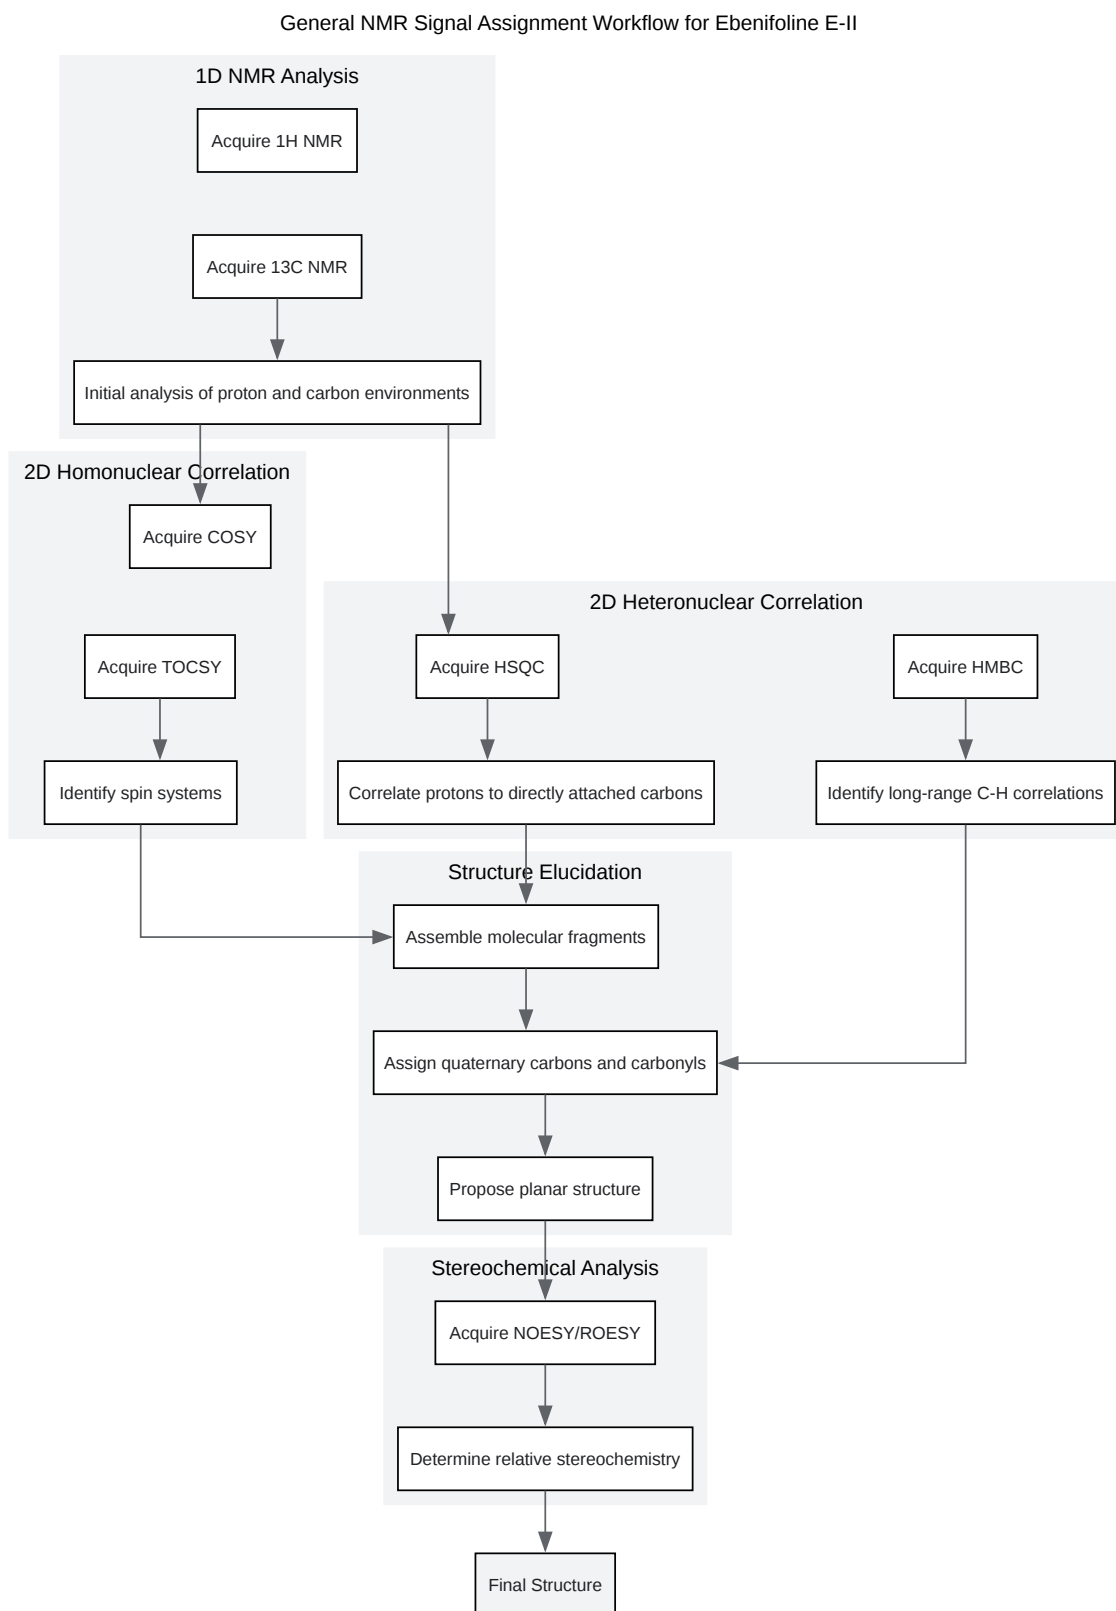 General NMR Signal Assignment Workflow for Ebenifoline E-II
1D NMR Analysis
Acquire 1H NMR
Acquire 13C NMR
Initial analysis of proton and carbon environments
2D Homonuclear Correlation
Acquire COSY
2D Heteronuclear Correlation
Acquire TOCSY
Acquire HSQC
Acquire HMBC
Identify spin systems
Correlate protons to directly attached carbons
Identify long-range C-H correlations
Structure Elucidation
Assemble molecular fragments
Assign quaternary carbons and carbonyls
Propose planar structure
Stereochemical Analysis
Acquire NOESY/ROESY
Determine relative stereochemistry
Final Structure